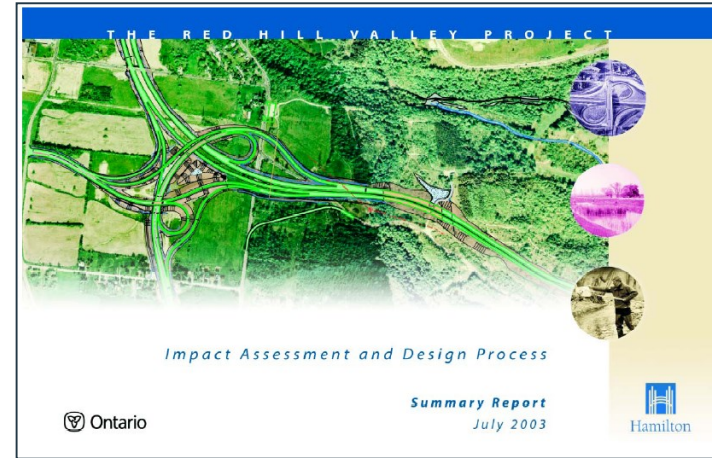 THE RED HILL VALLEY PROJECT
Impact Assessment and Design Process
Summary Report
July 2003
Ontario
Hamilton